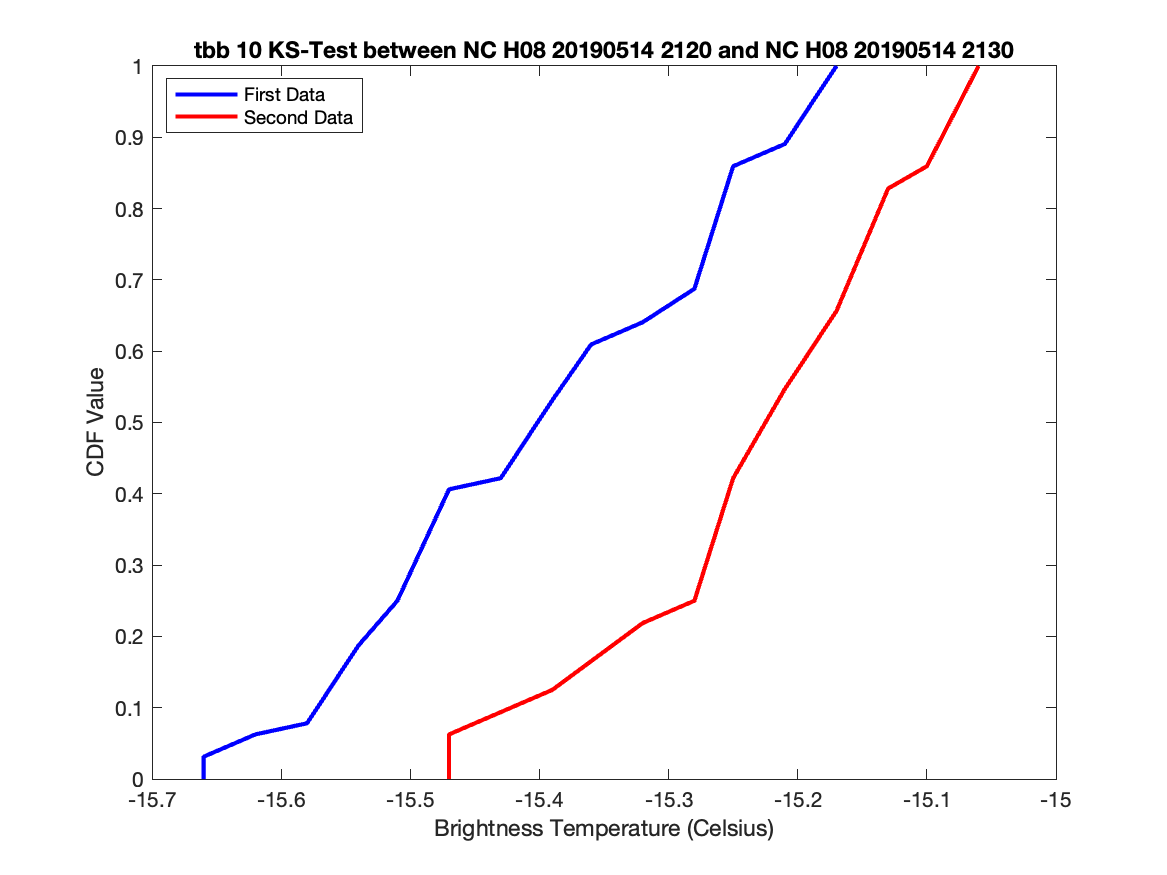 tbb 10 KS-Test between NC H08 20190514 2120 and NC H08 20190514 2130
First Data
Second Data
1
0.9
0.8
0.7
0.6
0.5
0.4
0.3
0.2
0.1
0
CDF Value
-15.7 -15.6 -15.5 -15.4 -15.3 -15.2 -15.1 -15
Brightness Temperature (Celsius)